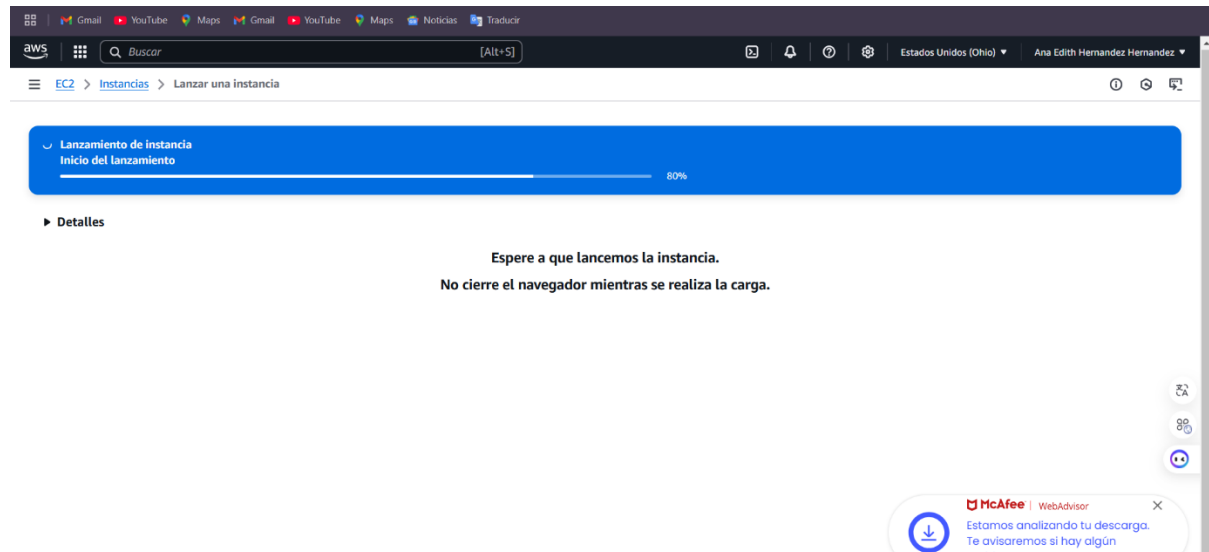 Gmail YouTube Maps Gmail YouTube Maps Noticias Traducir
aws Buscar [Alt+S] Estados Unidos (Ohio) Ana Edith Hernandez Hernandez
EC2 > Instancias > Lanzar una instancia
Lanzamiento de instancia
Inicio del lanzamiento
80%
Detalles
Espere a que lancemos la instancia.
No cierre el navegador mientras se realiza la carga.
McAfee | WebAdvisor
Estamos analizando tu descarga.
Te avisaremos si hay algún